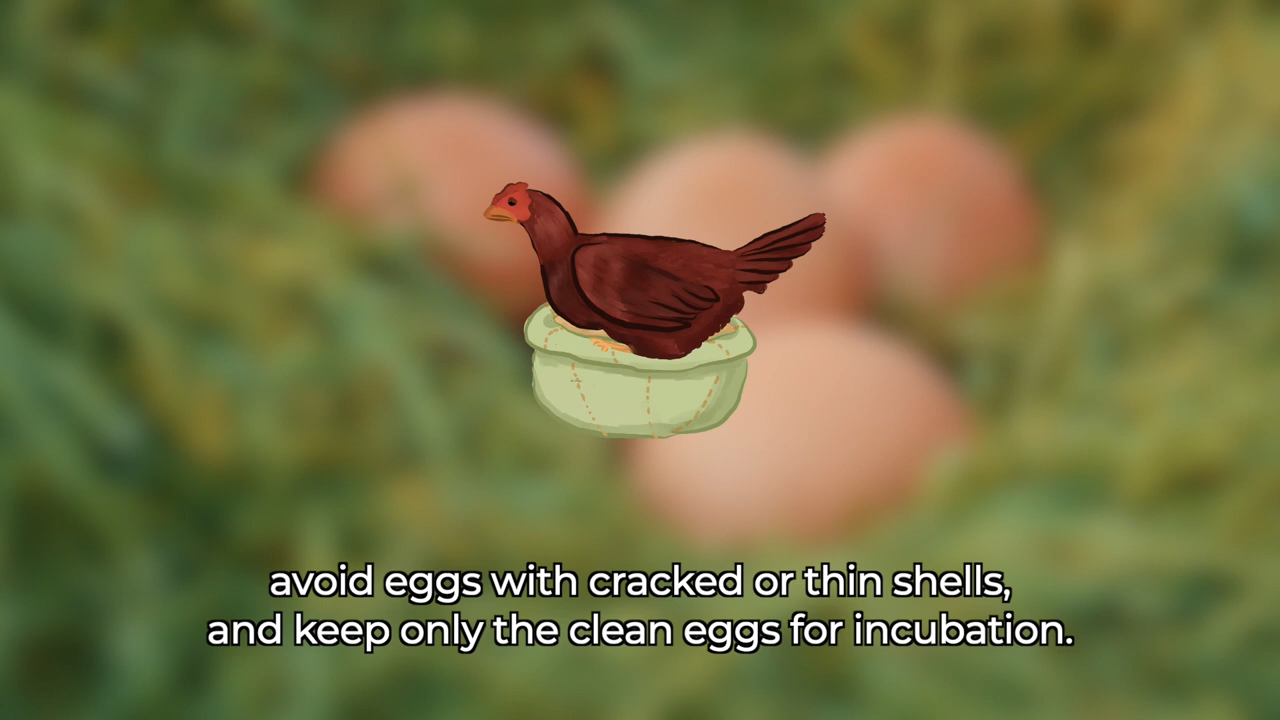 avoid eggs with cracked or thin shells,
and keep only the clean eggs for incubation.